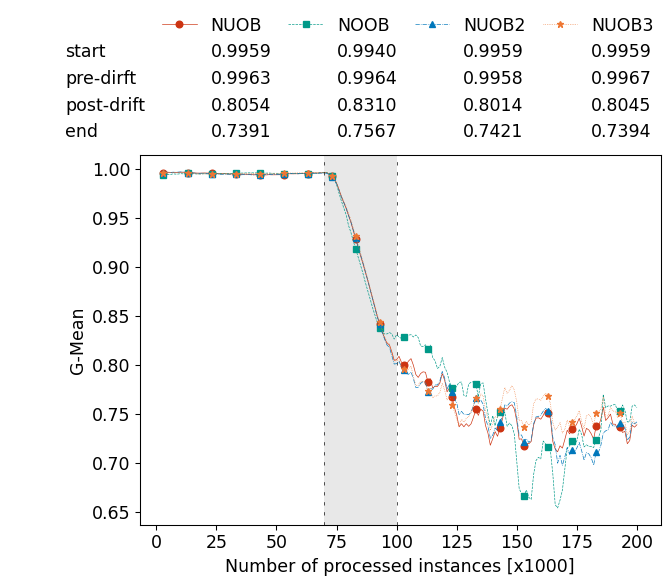 NUOB NOOB NUOB2 NUOB3
start 0.9959 0.9940 0.9959 0.9959
pre-dirft 0.9963 0.9964 0.9958 0.9967
post-drift 0.8054 0.8310 0.8014 0.8045
end 0.7391 0.7567 0.7421 0.7394
1.00
0.95
0.90
0.85
0.80
0.75
0.70
0.65
G-Mean
0 25 50 75 100 125 150 175 200
Number of processed instances [x1000]